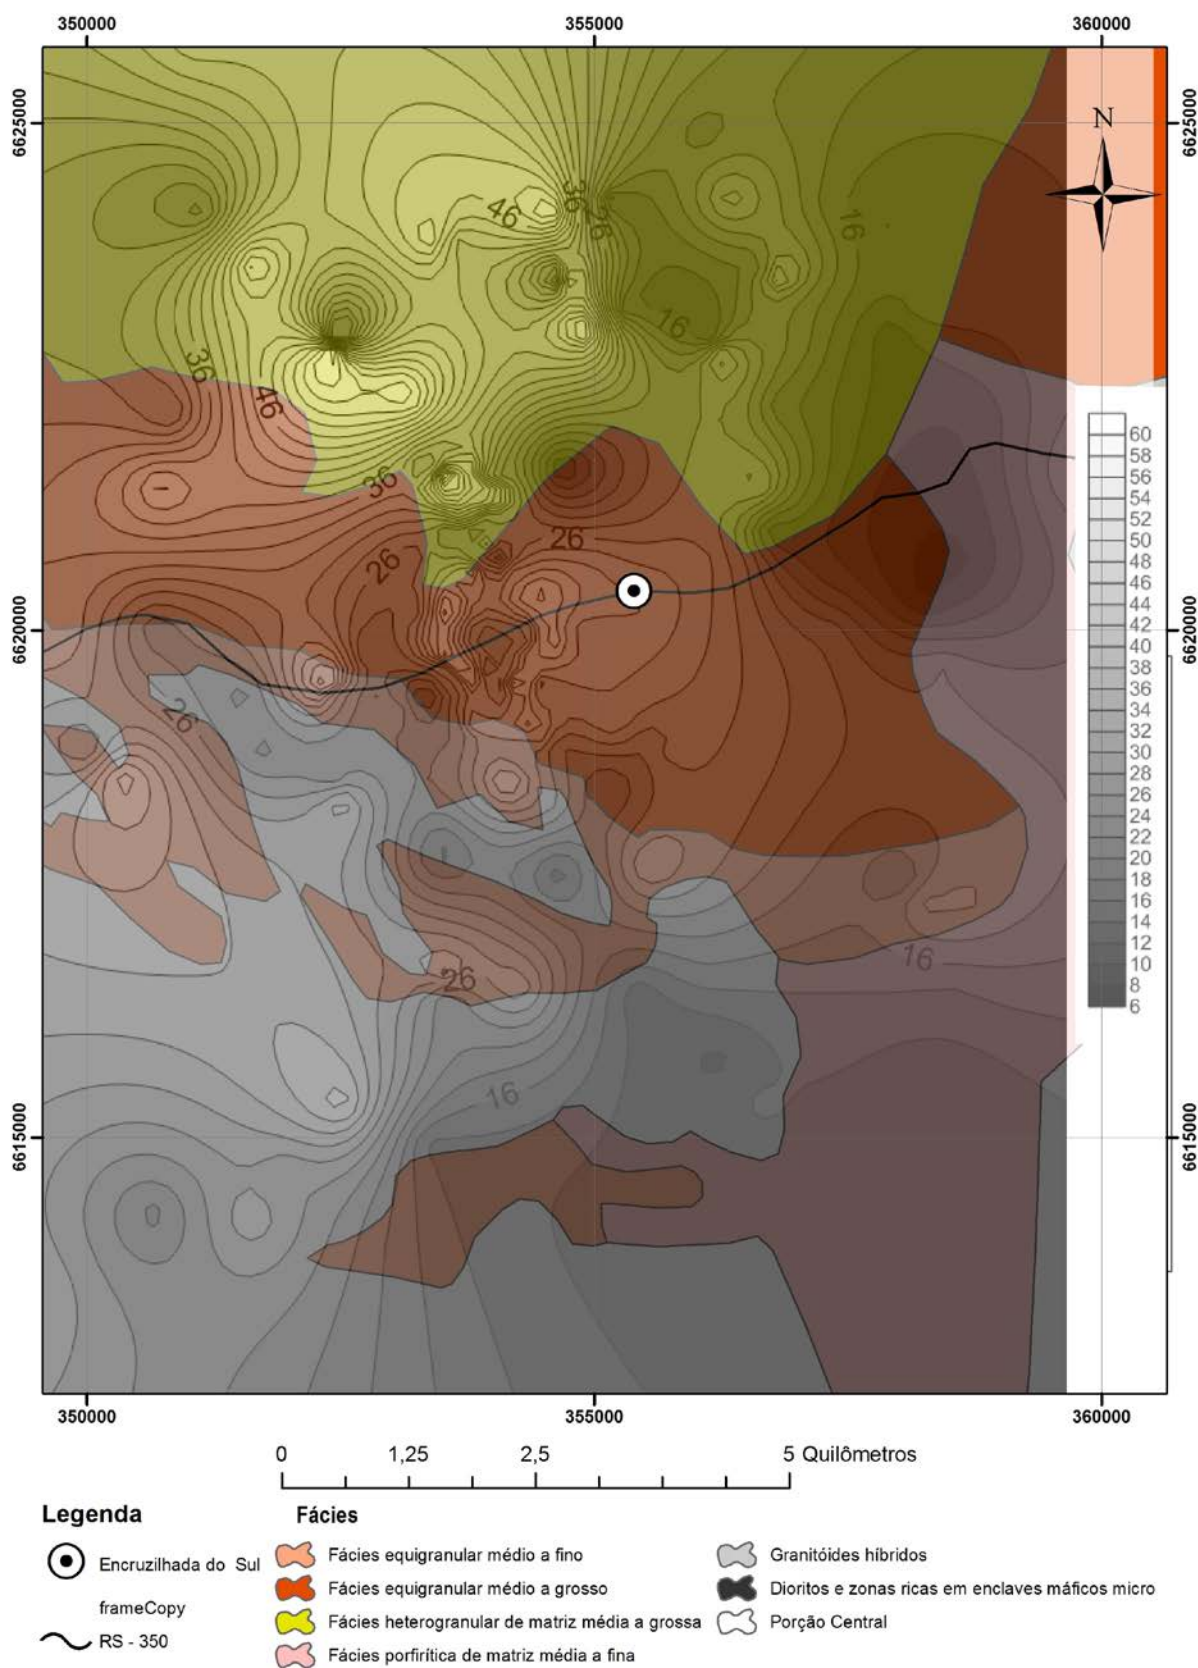 350000 355000 360000
6625000 6625000
N
46 36 26 16
16
36 46
36
26 26
6620000 6620000
26
26
16
16
6615000 6615000
60
58
56
54
52
50
48
46
44
42
40
38
36
34
32
30
28
26
24
22
20
18
16
14
12
10
8
6
350000 355000 360000
0 1,25 2,5 5 Quilômetros
Legenda
Encruzilhada do Sul
frameCopy
RS - 350
Fácies
Fácies equigranular médio a fino
Fácies equigranular médio a grosso
Fácies heterogranular de matriz média a grossa
Fácies porfirítica de matriz média a fina
Granitóides híbridos
Dioritos e zonas ricas em enclaves máficos micro
Porção Central